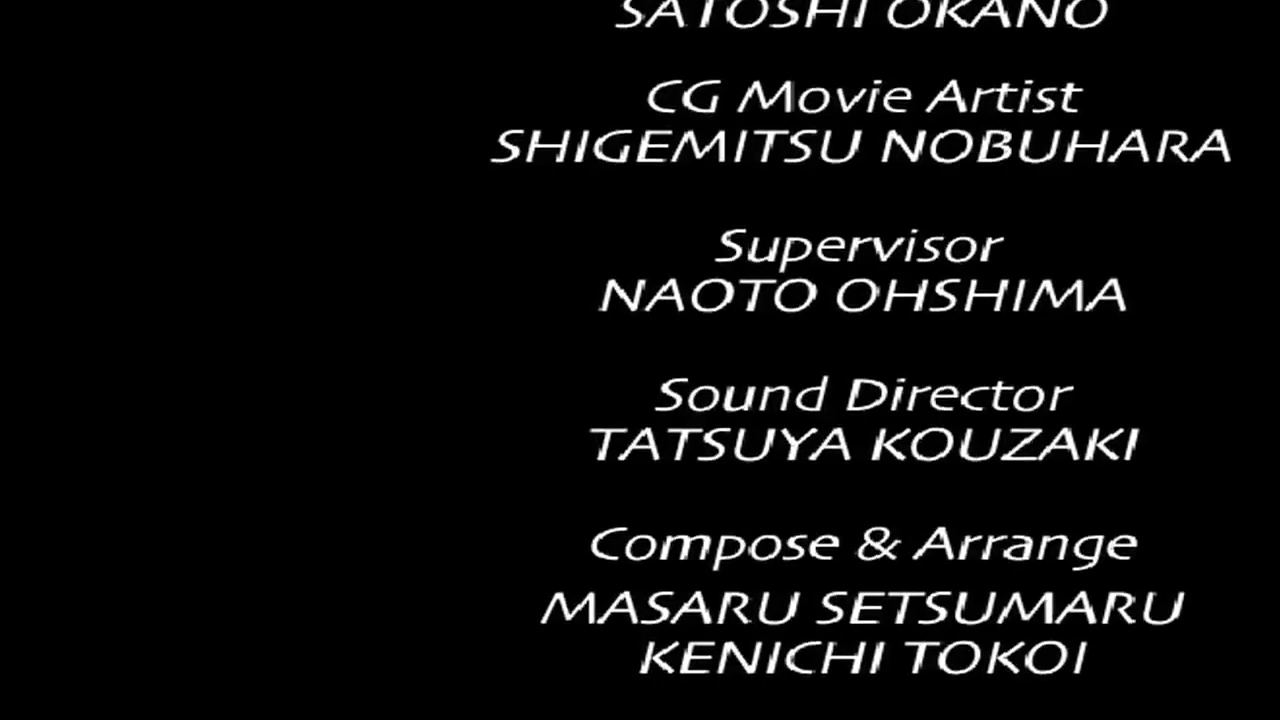 SATOSHI OKANO
CG Movie Artist
SHIGEMITSU NOBUHARA
Supervisor
NAOTO OHSHIMA
Sound Director
TATSUYA KOUZAKI
Compose & Arrange
MASARU SETSUMARU
KENICHI TOKOI